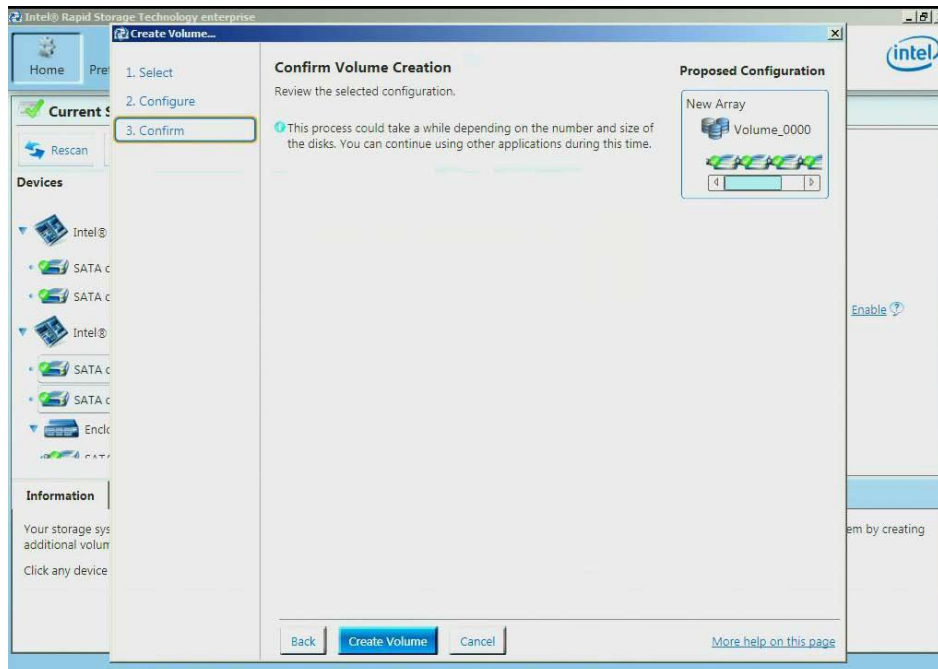 Intel® Rapid Storage Technology enterprise
Create Volume...
Home
intel
1. Select
2. Configure
3. Confirm
Confirm Volume Creation
Review the selected configuration.
This process could take a while depending on the number and size of
the disks. You can continue using other applications during this time.
Proposed Configuration
New Array
Volume_0000
Current
Rescan
Devices
Intel®
SATA
SATA
Intel®
SATA
SATA
Enable
Information
Your storage
additional
Click any device
by creating
Back
Create Volume
Cancel
More help on this page